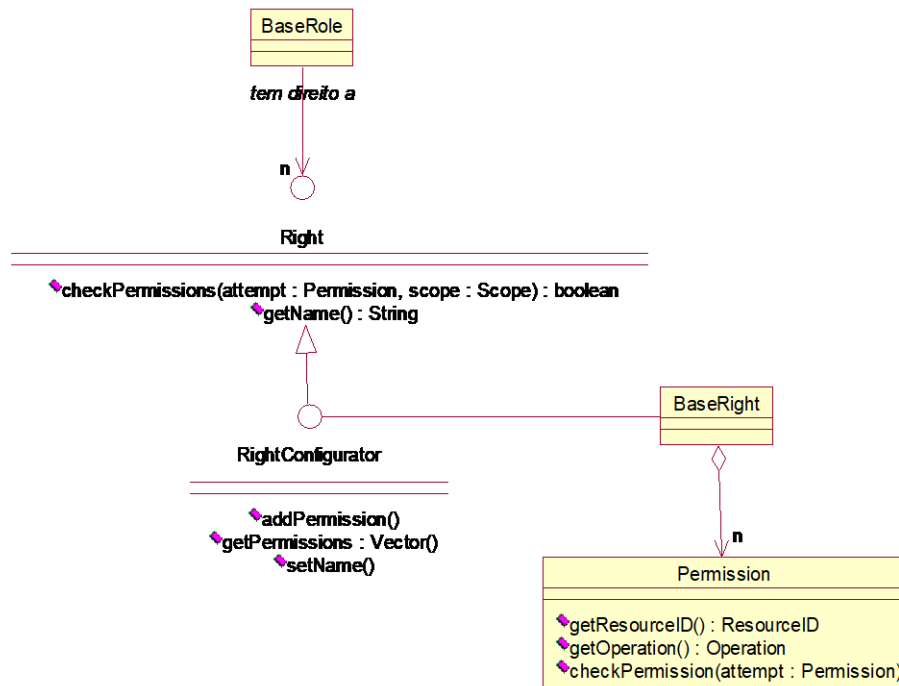 BaseRole
tem direito a
n
Right
checkPermissions(attempt : Permission, scope : Scope) : boolean
getName() : String
BaseRight
RightConfigurator
addPermission()
getPermissions : Vector()
setName()
n
Permission
getResourceID() : ResourceID
getOperation() : Operation
checkPermission(attempt : Permission)